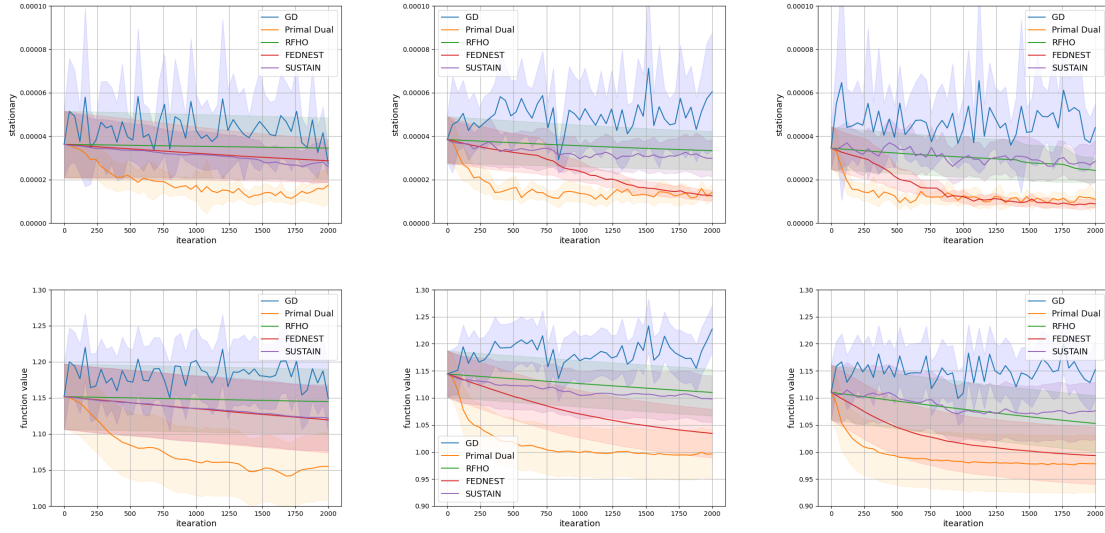 0.00010
0.00008
0.00006
0.00004
0.00002
0.00000
stationary
GD
Primal Dual
RFHO
FEDNEST
SUSTAIN
0 250 500 750 1000 1250 1500 1750 2000
itearation
0.00010
0.00008
0.00006
0.00004
0.00002
0.00000
stationary
GD
Primal Dual
RFHO
FEDNEST
SUSTAIN
0 250 500 750 1000 1250 1500 1750 2000
itearation
0.00010
0.00008
0.00006
0.00004
0.00002
0.00000
stationary
GD
Primal Dual
RFHO
FEDNEST
SUSTAIN
0 250 500 750 1000 1250 1500 1750 2000
itearation
1.30
1.25
1.20
1.15
1.10
1.05
1.00
function value
GD
Primal Dual
RFHO
FEDNEST
SUSTAIN
0 250 500 750 1000 1250 1500 1750 2000
itearation
1.30
1.25
1.20
1.15
1.10
1.05
1.00
0.95
0.90
function value
GD
Primal Dual
RFHO
FEDNEST
SUSTAIN
0 250 500 750 1000 1250 1500 1750 2000
itearation
1.30
1.25
1.20
1.15
1.10
1.05
1.00
0.95
0.90
function value
GD
Primal Dual
RFHO
FEDNEST
SUSTAIN
0 250 500 750 1000 1250 1500 1750 2000
itearation